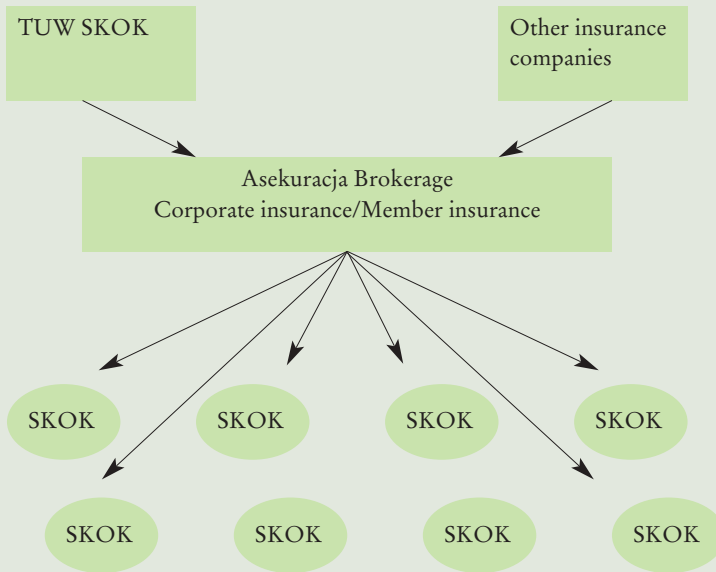 TUW SKOK
Other insurance
companies
Asekuracja Brokerage
Corporate insurance/Member insurance
SKOK
SKOK
SKOK
SKOK
SKOK
SKOK
SKOK
SKOK